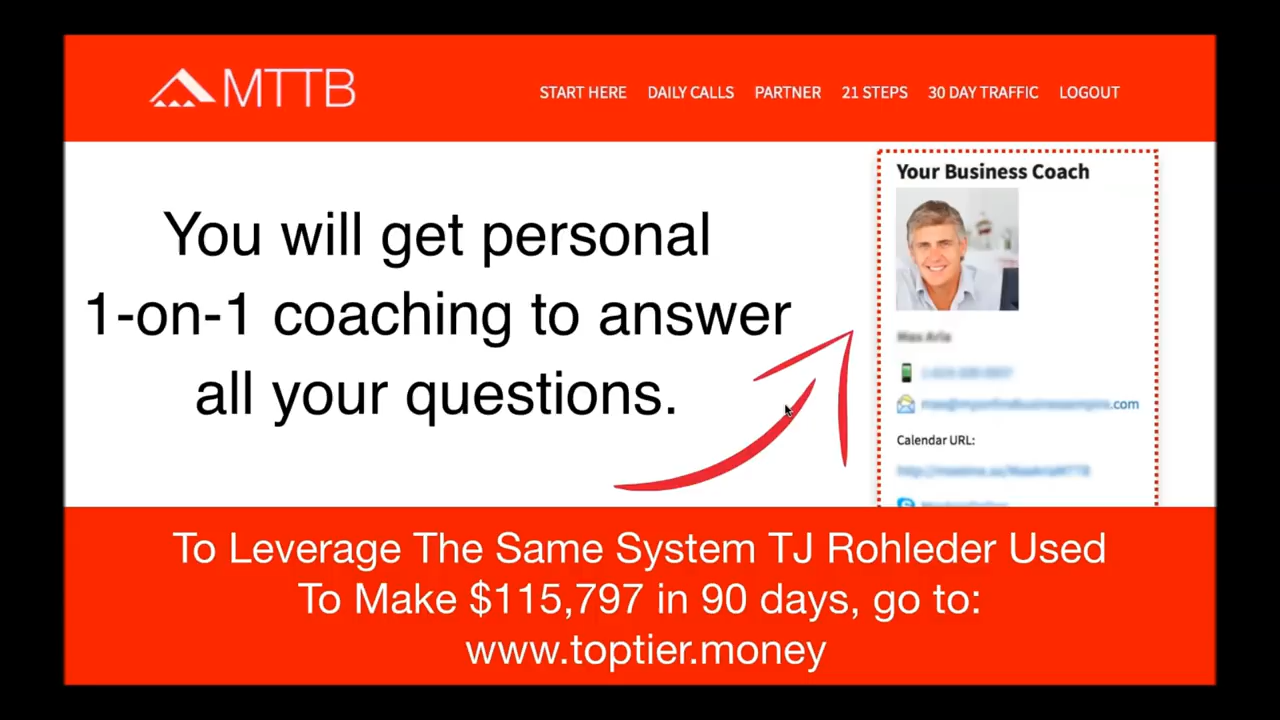 MTTB
START HERE DAILY CALLS PARTNER 21 STEPS 30 DAY TRAFFIC LOGOUT
You will get personal
1-on-1 coaching to answer
all your questions.
Your Business Coach
.com
Calendar URL:
To Leverage The Same System TJ Rohleder Used
To Make $115,797 in 90 days, go to:
www.toptier.money